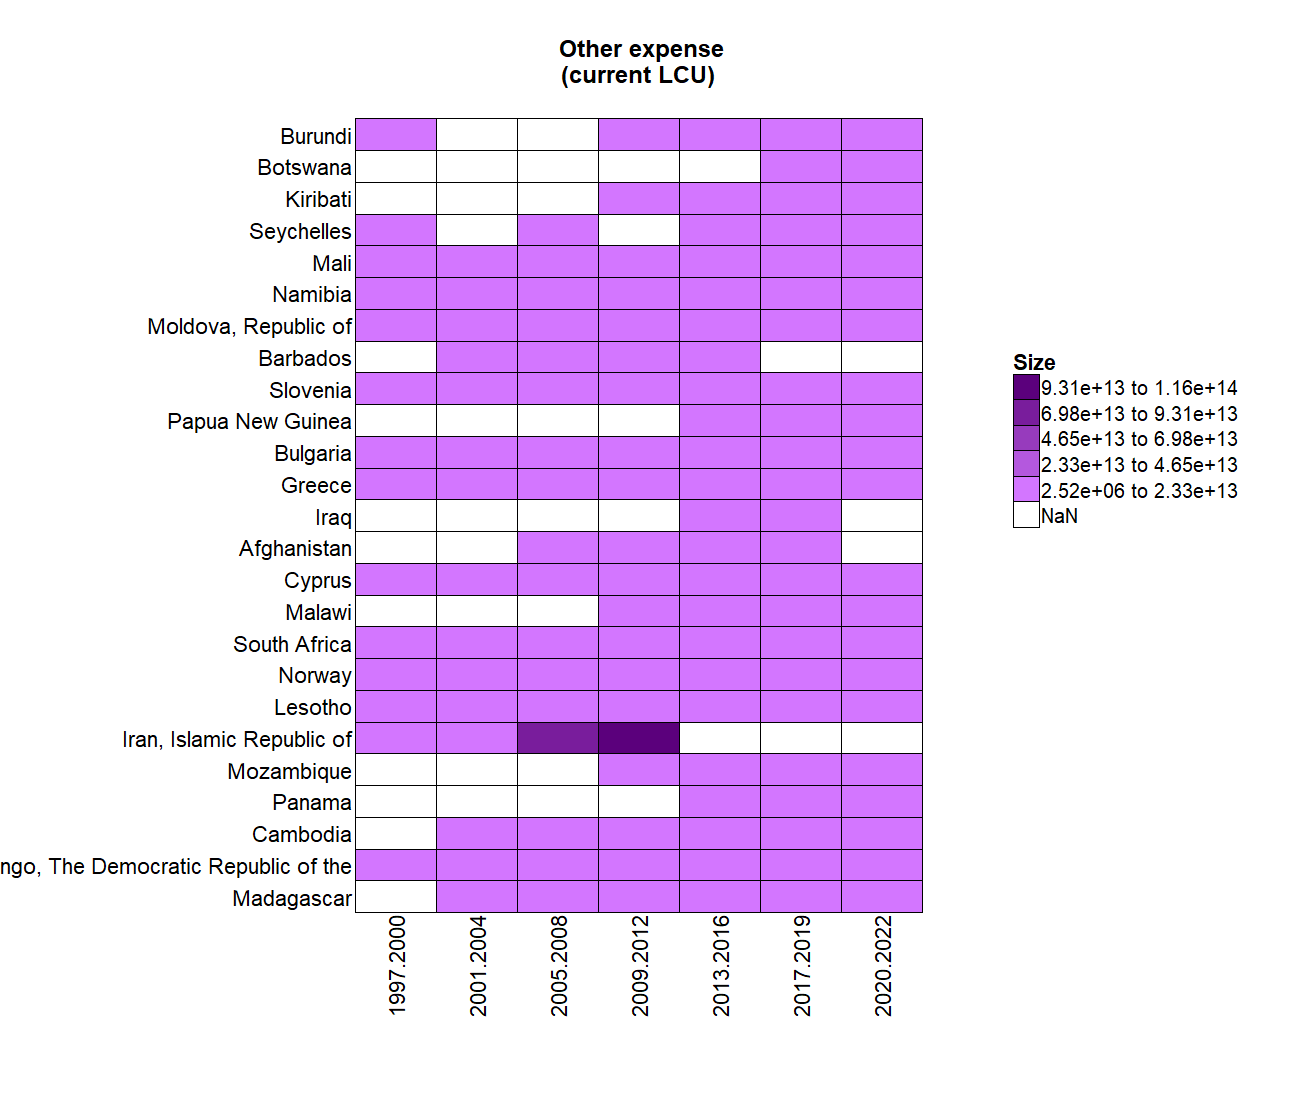 Other expense
(current LCU)
Burundi
Botswana
Kiribati
Seychelles
Mali
Namibia
Moldova, Republic of
Barbados
Slovenia
Papua New Guinea
Bulgaria
Greece
Iraq
Afghanistan
Cyprus
Malawi
South Africa
Norway
Lesotho
Iran, Islamic Republic of
Mozambique
Panama
Cambodia
ngo, The Democratic Republic of the
Madagascar
1997.2000
2001.2004
2005.2008
2009.2012
2013.2016
2017.2019
2020.2022
Size
9.31e+13 to 1.16e+14
6.98e+13 to 9.31e+13
4.65e+13 to 6.98e+13
2.33e+13 to 4.65e+13
2.52e+06 to 2.33e+13
NaN